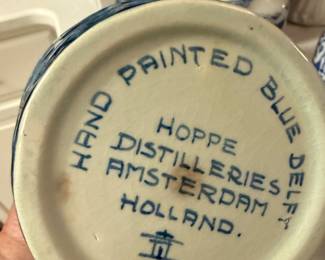 HAND PAINTED BLUE DELFT
HOPPE
DISTILLERIES
AMSTERDAM
HOLLAND.